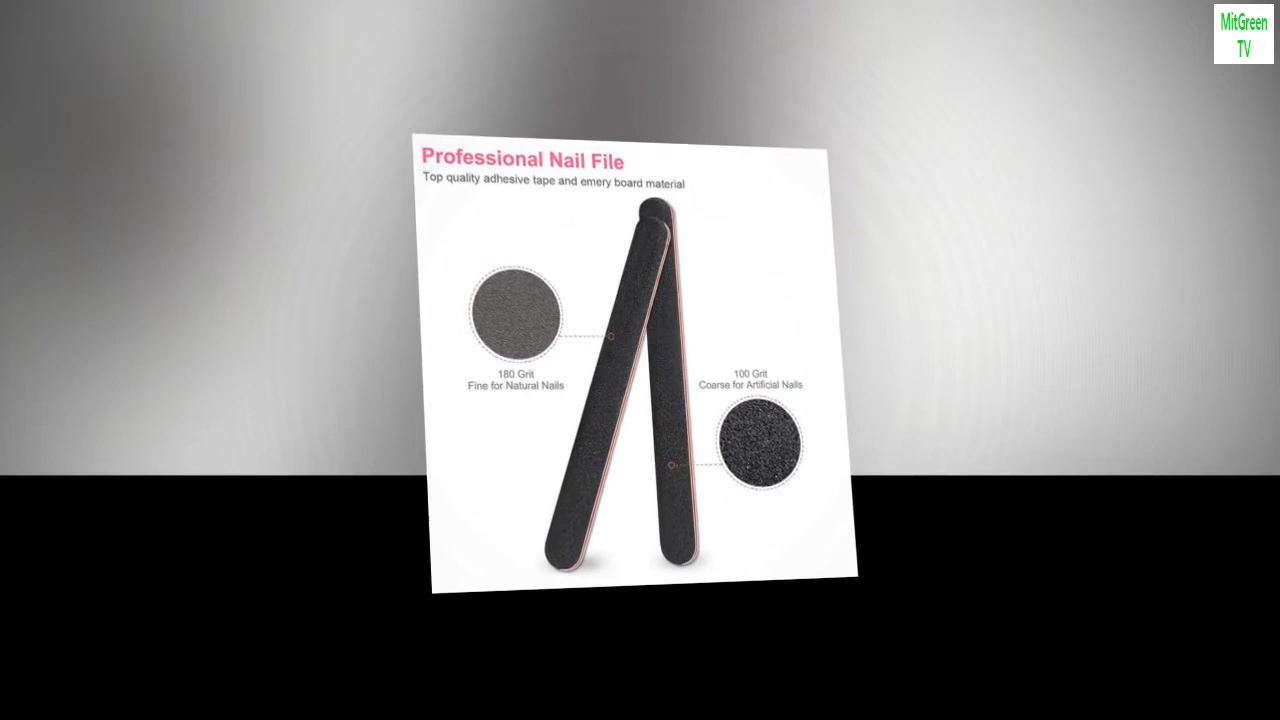 MitGreen
TV
Professional Nail File
Top quality adhesive tape and emery board material
180 Grit
Fine for Natural Nails
100 Grit
Coarse for Artificial Nails